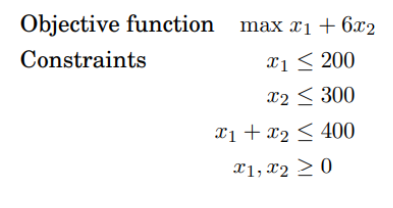 Objective function max x₁ + 6x₂
Constraints x₁ ≤ 200
x₂ ≤ 300
x₁ + x₂ ≤ 400
x₁, x₂ ≥ 0